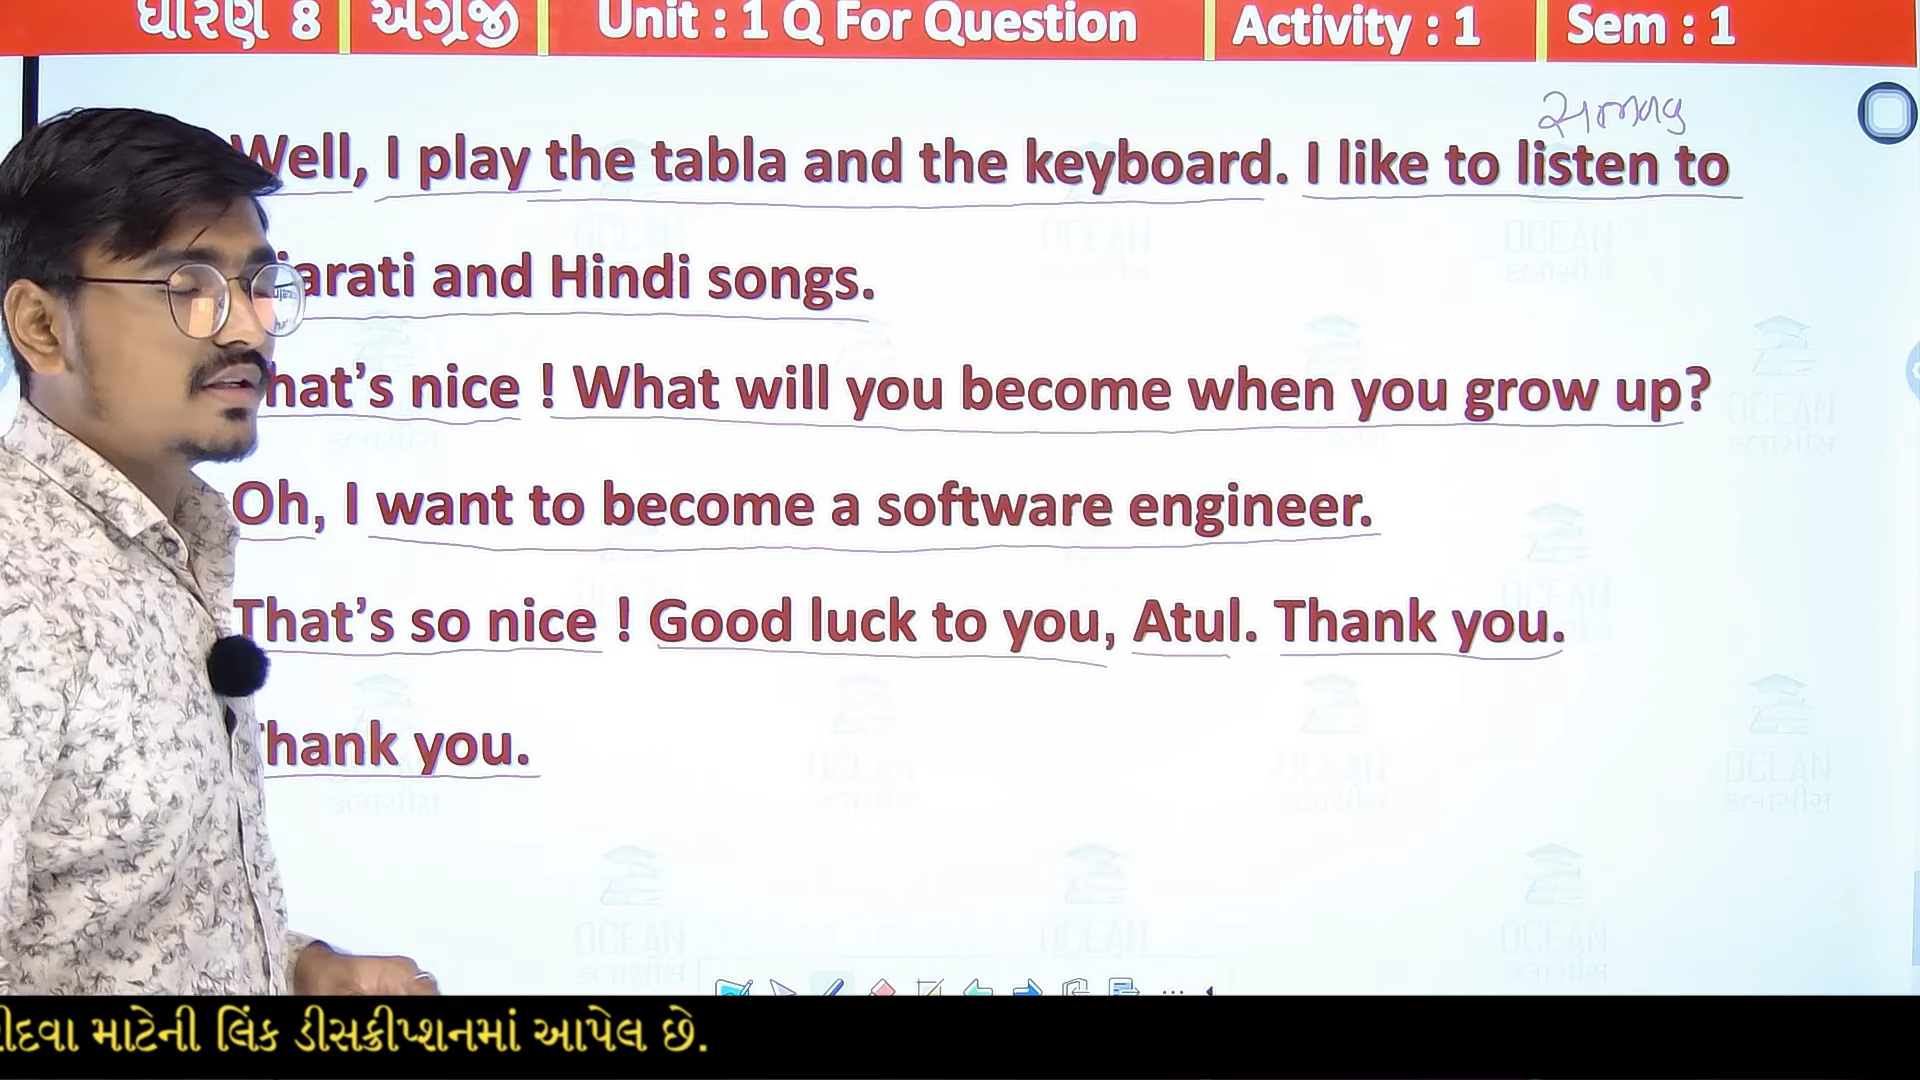 ધોરણ 8 અંગ્રેજી Unit : 1 Q For Question Activity : 1 Sem : 1
Well, I play the tabla and the keyboard. I like to listen to
jarati and Hindi songs.
hat's nice ! What will you become when you grow up?
Oh, I want to become a software engineer.
That's so nice ! Good luck to you, Atul. Thank you.
hank you.
OCEAN
ક્લાસીસ
માટેની લિંક ડીસક્રીપ્શનમાં આપેલ છે.